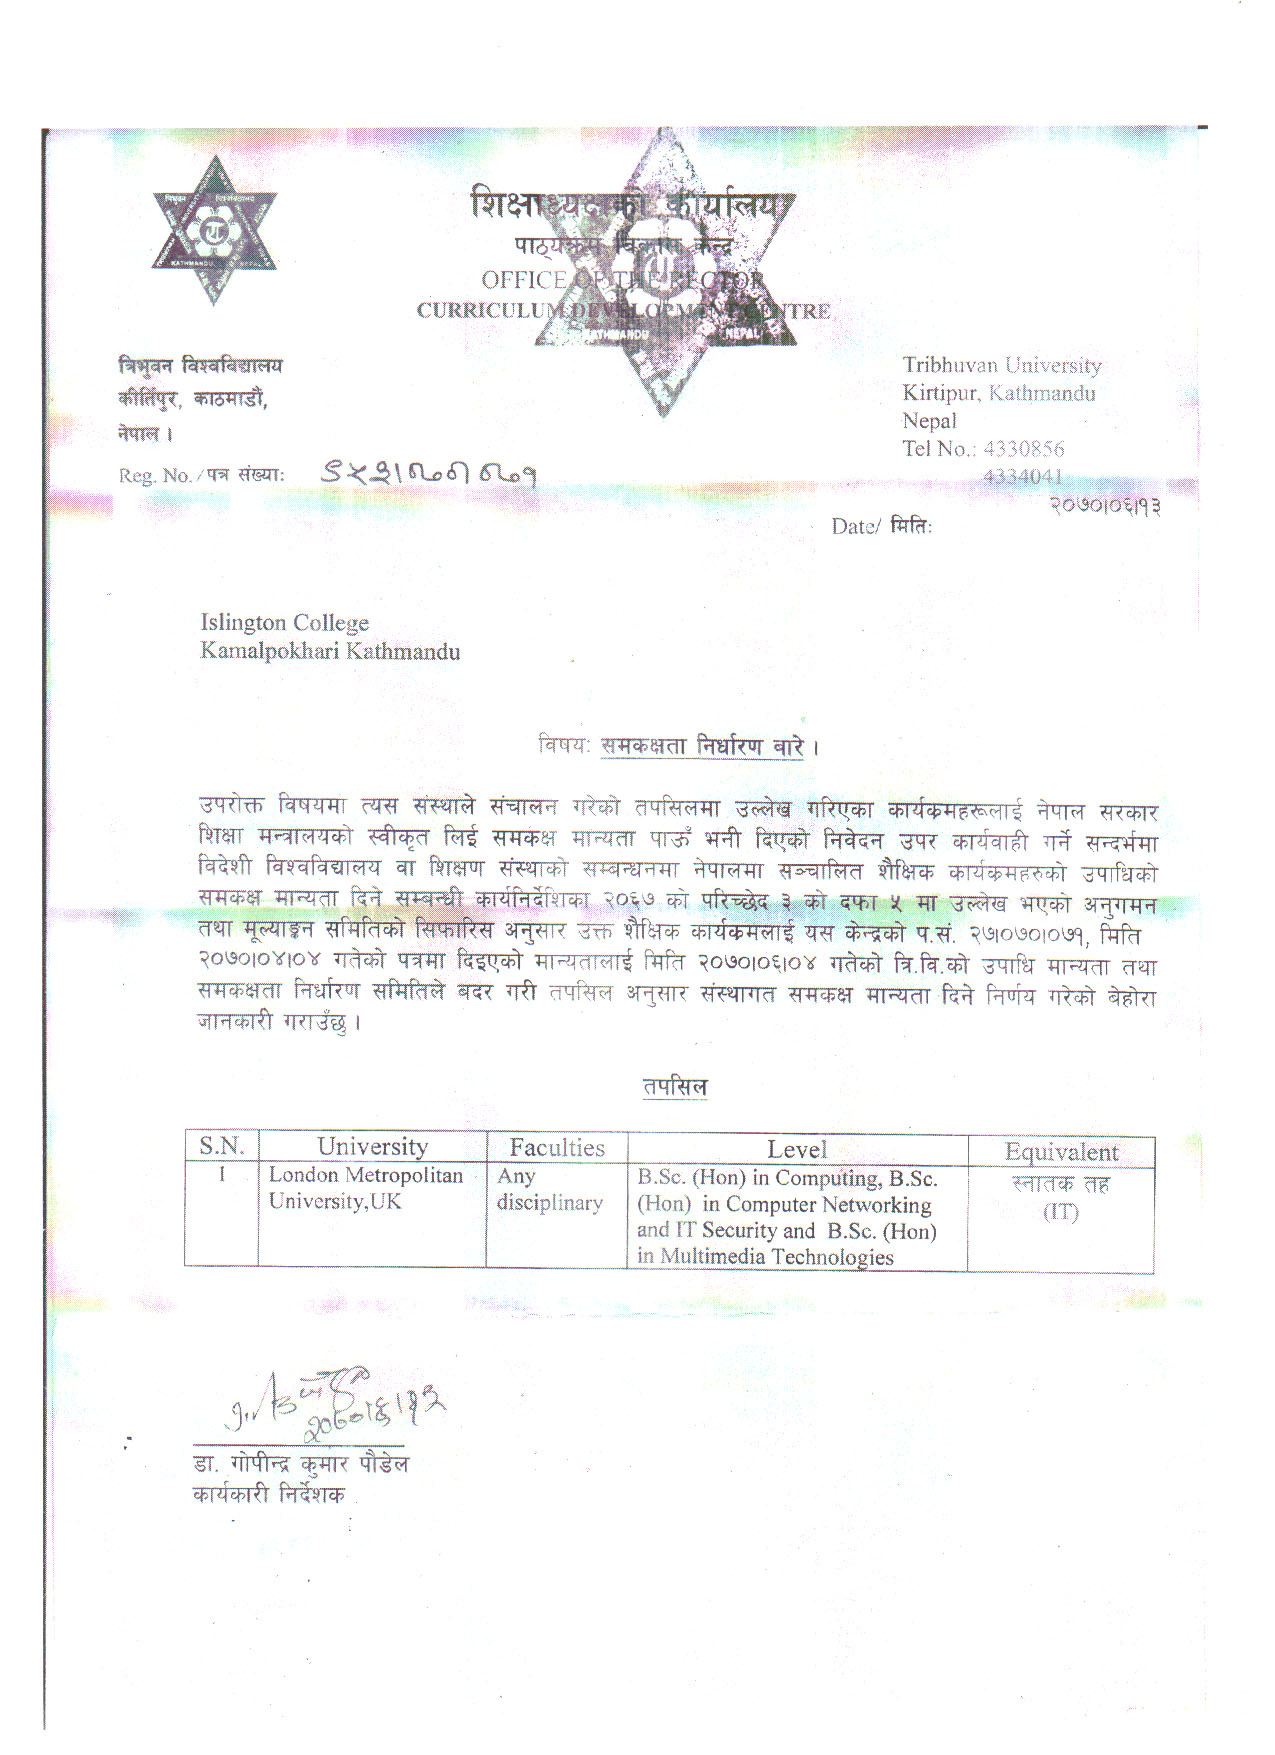 शिक्षाध्यक्षको कार्यालय
पाठ्यक्रम विकास केन्द्र
OFFICE OF THE RECTOR
CURRICULUM DEVELOPMENT CENTRE
KATHMANDU
KATHMANDU NEPAL
त्रिभुवन विश्वविद्यालय
कीर्तिपुर, काठमाडौं,
नेपाल ।
Tribhuvan University
Kirtipur, Kathmandu
Nepal
Tel No.: 4330856
4334041
Reg. No./पत्र संख्या:
२०७०।०६।१३
Date/ मिति:
Islington College
Kamalpokhari Kathmandu
विषय: समकक्षता निर्धारण बारे ।
उपरोक्त विषयमा त्यस संस्थाले संचालन गरेको तपसिलमा उल्लेख गरिएका कार्यक्रमहरूलाई नेपाल सरकार
शिक्षा मन्त्रालयको स्वीकृत लिई समकक्ष मान्यता पाऊँ भनी दिएको निवेदन उपर कार्यवाही गर्ने सन्दर्भमा
विदेशी विश्वविद्यालय वा शिक्षण संस्थाको सम्बन्धनमा नेपालमा सञ्चालित शैक्षिक कार्यक्रमहरुको उपाधिको
समकक्ष मान्यता दिने सम्बन्धी कार्यनिर्देशिका २०६७ को परिच्छेद ३ को दफा ५ मा उल्लेख भएको अनुगमन
तथा मूल्याङ्कन समितिको सिफारिस अनुसार उक्त शैक्षिक कार्यक्रमलाई यस केन्द्रको प.सं. २७।०७०।०७१, मिति
२०७०।०४।०४ गतेको पत्रमा दिइएको मान्यतालाई मिति २०७०।०६।०४ गतेको त्रि.वि.को उपाधि मान्यता तथा
समकक्षता निर्धारण समितिले बदर गरी तपसिल अनुसार संस्थागत समकक्ष मान्यता दिने निर्णय गरेको बेहोरा
जानकारी गराउँछु ।
तपसिल
S.N. University Faculties Level Equivalent
1 London Metropolitan University,UK Any disciplinary B.Sc. (Hon) in Computing, B.Sc. (Hon) in Computer Networking and IT Security and B.Sc. (Hon) in Multimedia Technologies स्नातक तह (IT)
२०७०।६।१३
डा. गोपीन्द्र कुमार पौडेल
कार्यकारी निर्देशक